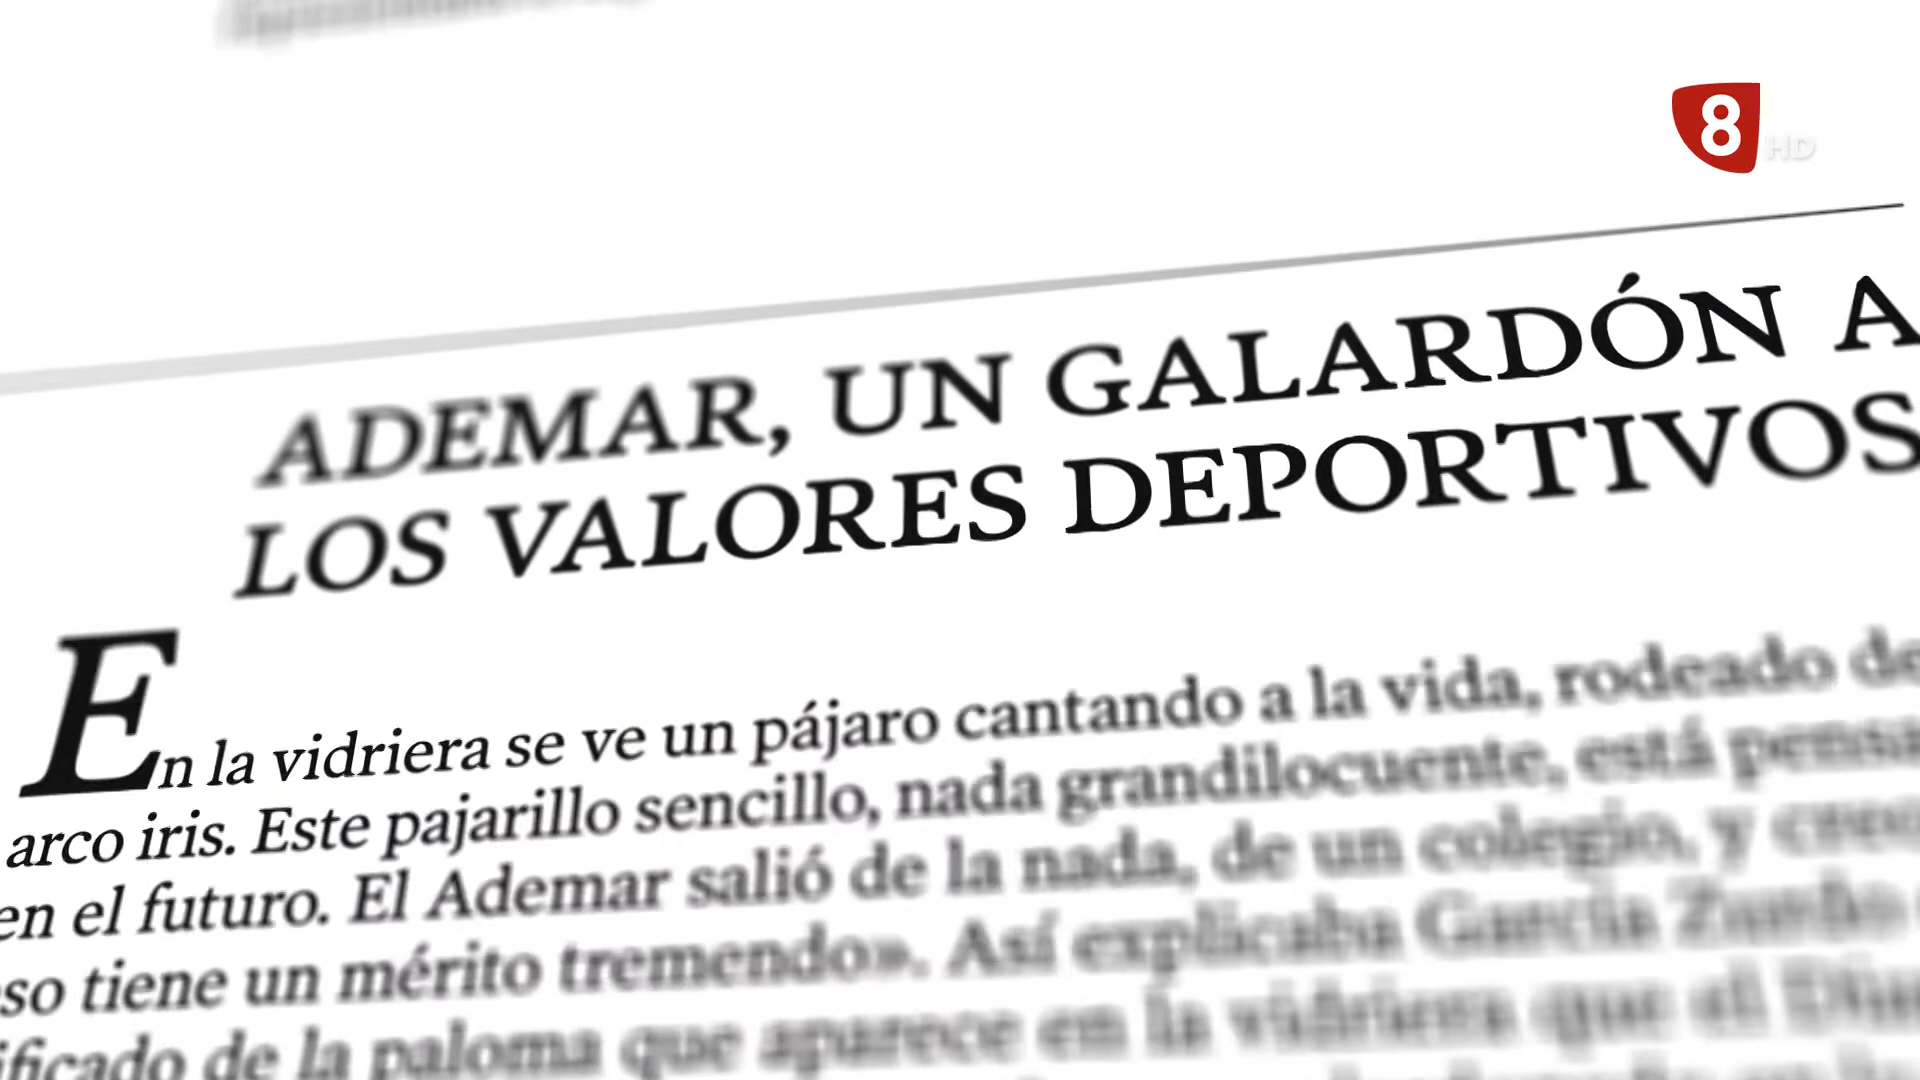 8 HD
ADEMAR, UN GALARDÓN A
LOS VALORES DEPORTIVOS
En la vidriera se ve un pájaro cantando a la vida, rodeado de
arco iris. Este pajarillo sencillo, nada grandilocuente, está pensa
en el futuro. El Ademar salió de la nada, de un colegio, y
so tiene un mérito tremendo». Así explicaba García
ificado de la paloma que aparece en la vidriera que el